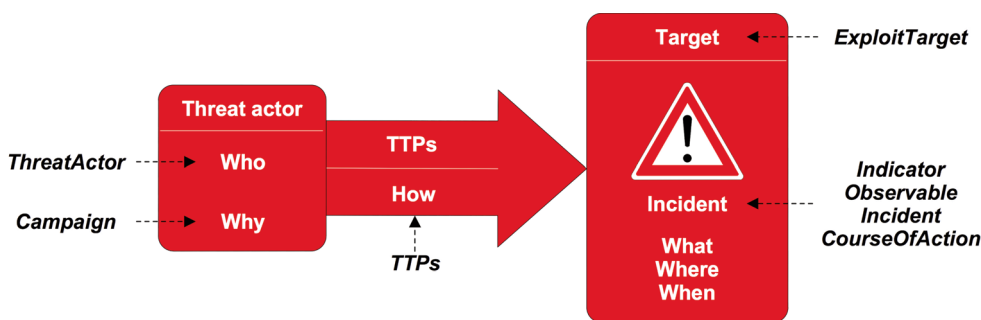 Target
ExploitTarget
Threat actor
TTPs
ThreatActor
Who
Indicator
Observable
Incident
CourseOfAction
How
Incident
Campaign
Why
TTPs
What
Where
When